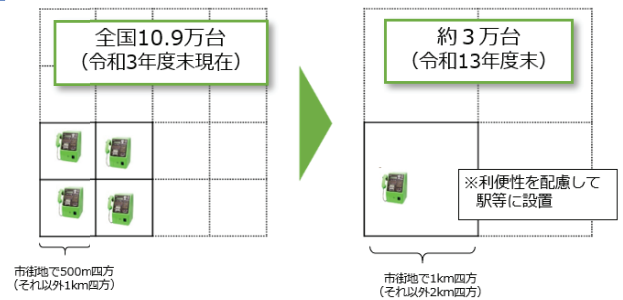 全国10.9万台
（令和3年度末現在）
市街地で500m四方
（それ以外1km四方）
約３万台
（令和13年度末）
※利便性を配慮して
駅等に設置
市街地で1km四方
（それ以外2km四方）